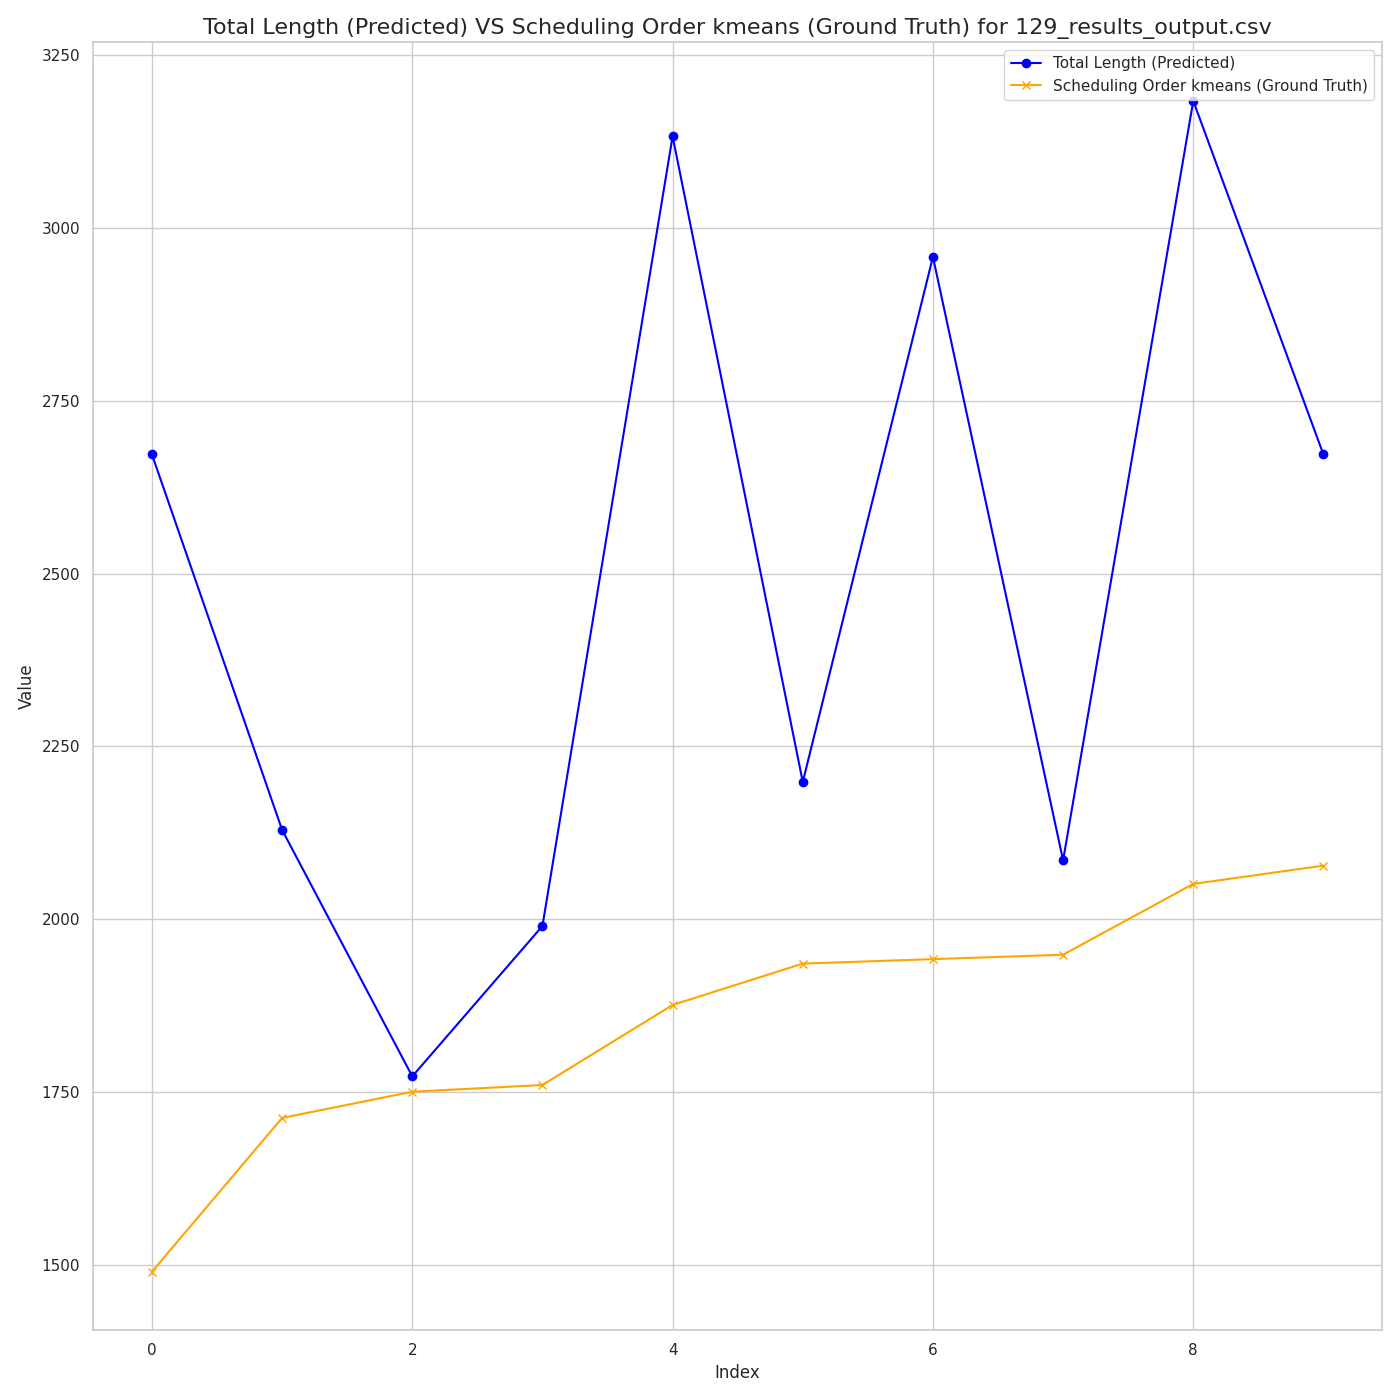 Total Length (Predicted) VS Scheduling Order kmeans (Ground Truth) for 129_results_output.csv
Total Length (Predicted)
Scheduling Order kmeans (Ground Truth)
Value
3250
3000
2750
2500
2250
2000
1750
1500
0 2 4 6 8
Index